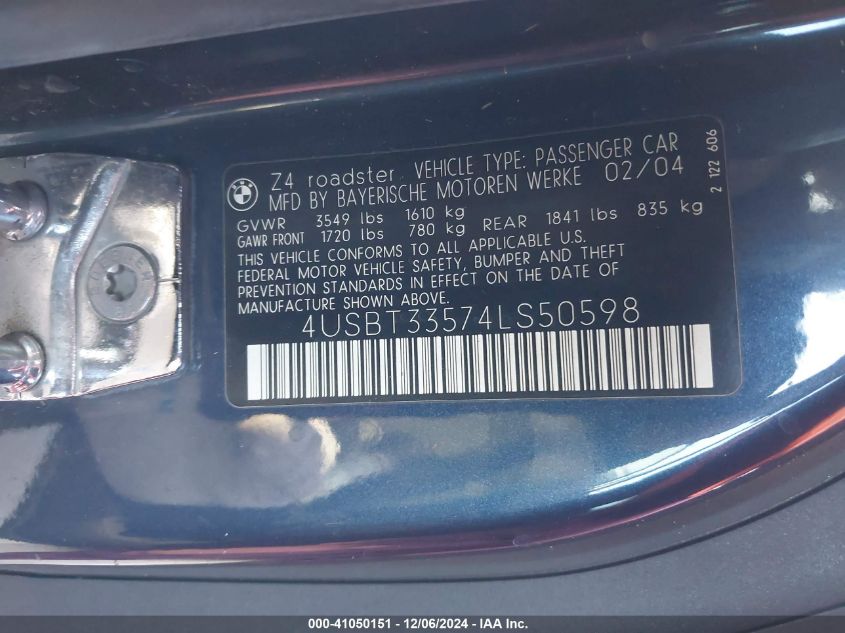 BMW
Z4 roadster VEHICLE TYPE: PASSENGER CAR
MFD BY BAYERISCHE MOTOREN WERKE 02/04
GVWR 3549 lbs 1610 kg
GAWR FRONT 1720 lbs 780 kg REAR 1841 lbs 835 kg
THIS VEHICLE CONFORMS TO ALL APPLICABLE U.S.
FEDERAL MOTOR VEHICLE SAFETY, BUMPER AND THEFT
PREVENTION STANDARDS IN EFFECT ON THE DATE OF
MANUFACTURE SHOWN ABOVE.
4USBT33574LS50598
2 122 606
000-41050151 - 12/06/2024 - IAA Inc.